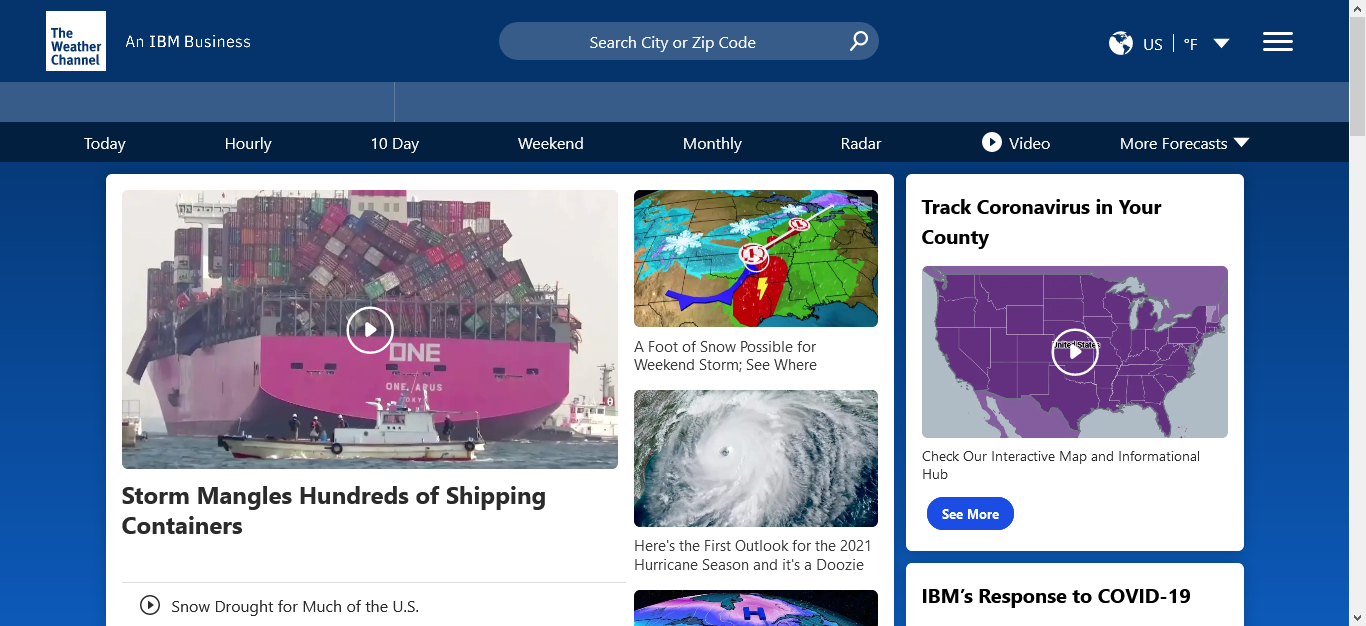 The
Weather
Channel
An IBM Business
Search City or Zip Code
US
°F
Today
Hourly
10 Day
Weekend
Monthly
Radar
Video
More Forecasts
ONE
ONE APUS
Storm Mangles Hundreds of Shipping
Containers
Snow Drought for Much of the U.S.
L
L
A Foot of Snow Possible for
Weekend Storm; See Where
Here's the First Outlook for the 2021
Hurricane Season and it's a Doozie
H
Track Coronavirus in Your
County
United States
Check Our Interactive Map and Informational
Hub
See More
IBM's Response to COVID-19